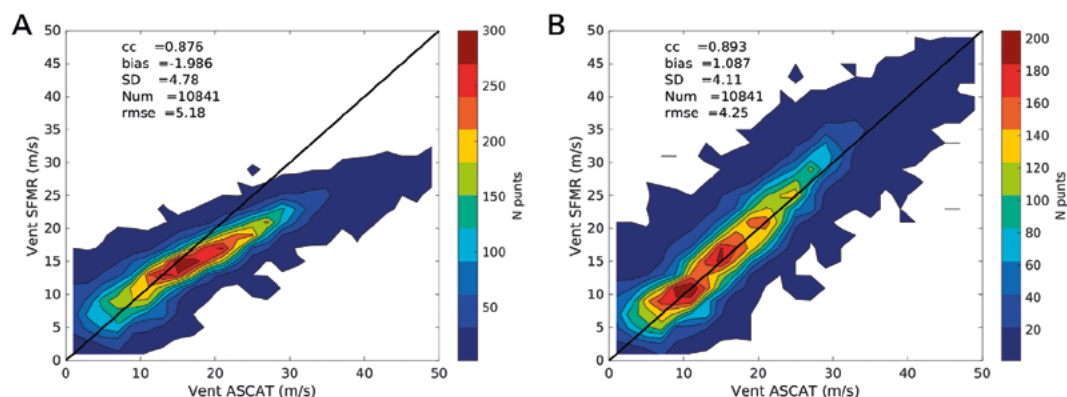 A
cc =0.876
bias =-1.986
SD =4.78
Num =10841
rmse =5.18
Vent SFMR (m/s)
50
45
40
35
30
25
20
15
10
5
0
0 10 20 30 40 50
Vent ASCAT (m/s)
300
250
200
150
100
50
N punts
B
cc =0.893
bias =1.087
SD =4.11
Num =10841
rmse =4.25
Vent SFMR (m/s)
50
45
40
35
30
25
20
15
10
5
0
0 10 20 30 40 50
Vent ASCAT (m/s)
200
180
160
140
120
100
80
60
40
20
N punts